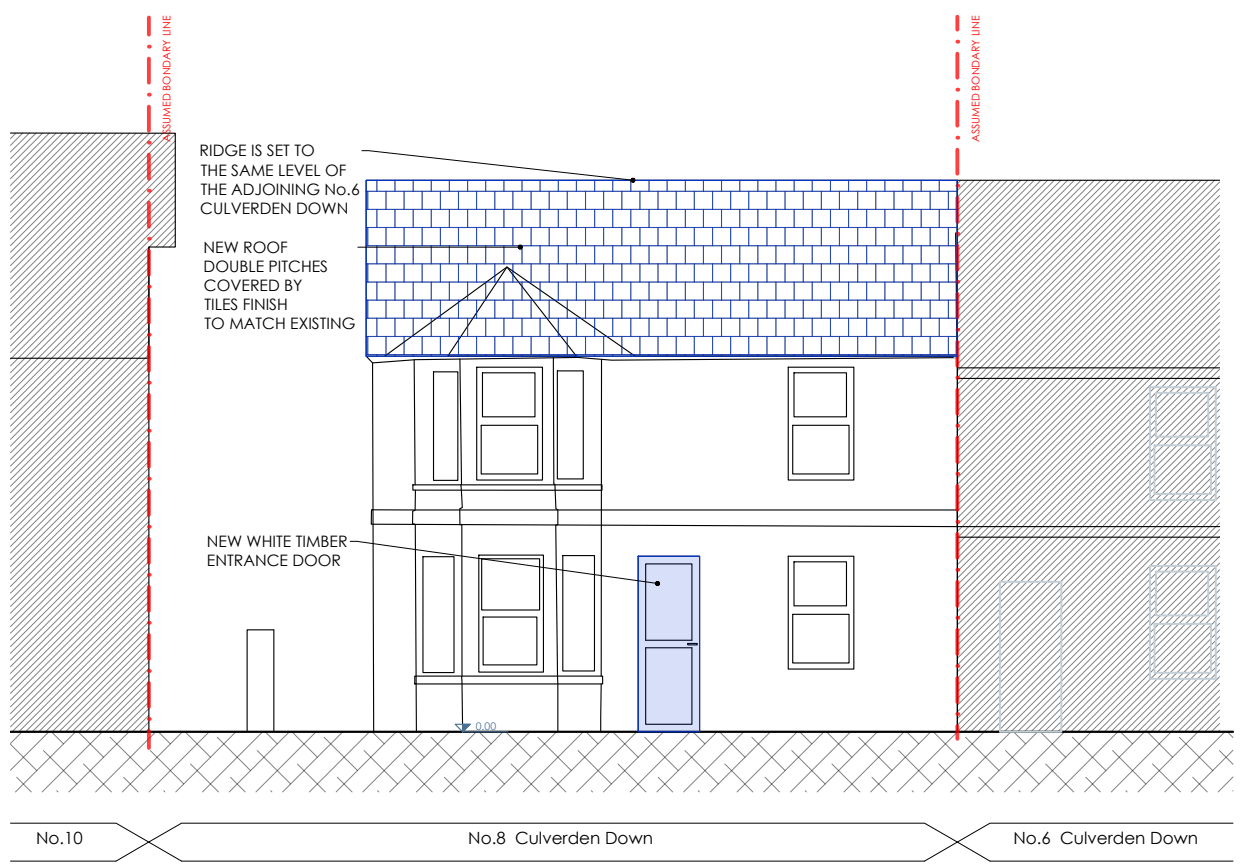 ASSUMED BONDARY LINE
ASSUMED BONDARY LINE
RIDGE IS SET TO
THE SAME LEVEL OF
THE ADJOINING No.6
CULVERDEN DOWN
NEW ROOF
DOUBLE PITCHES
COVERED BY
TILES FINISH
TO MATCH EXISTING
NEW WHITE TIMBER
ENTRANCE DOOR
0.00
No.10
No.8 Culverden Down
No.6 Culverden Down